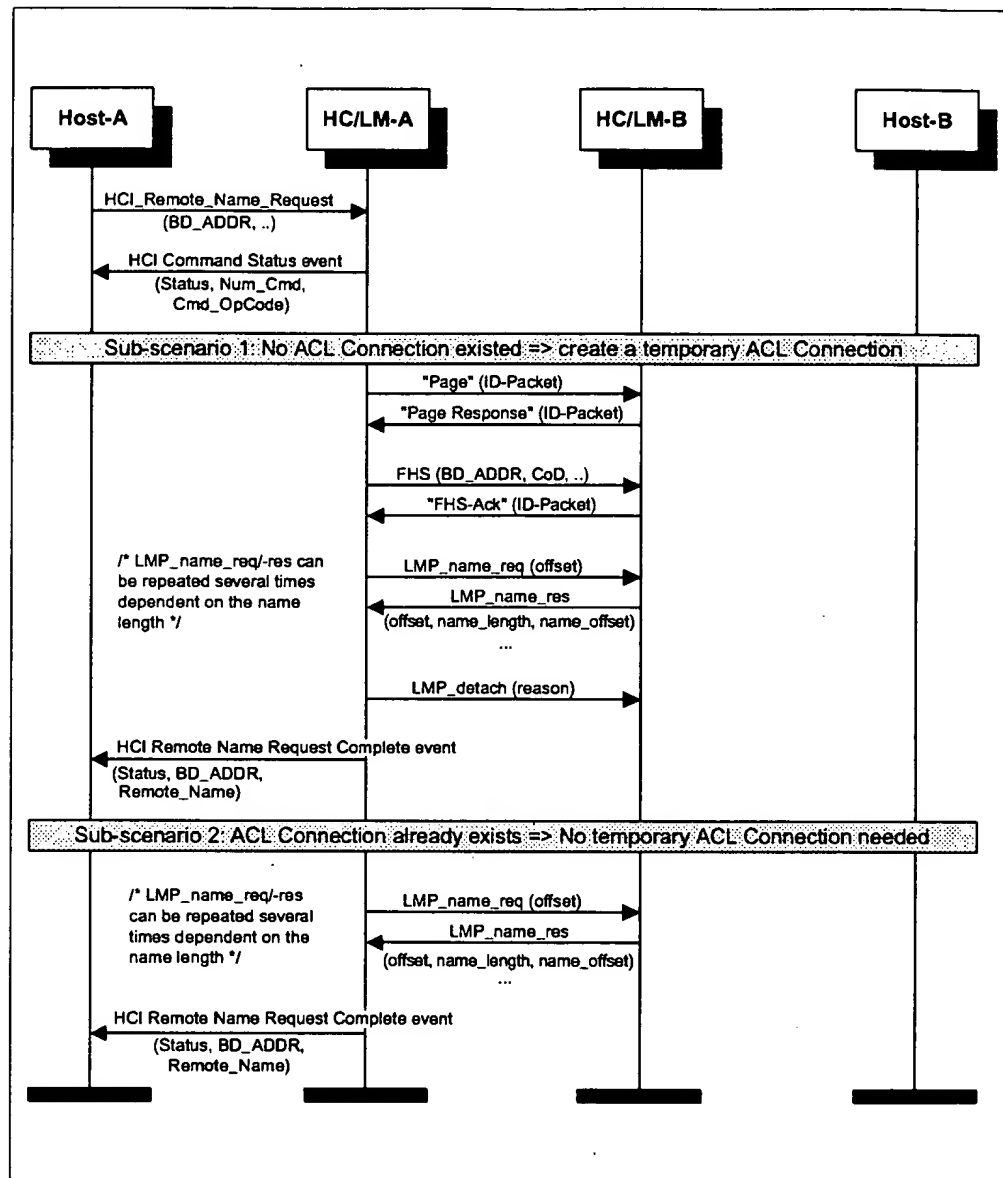 Host-A
HC/LM-A
HC/LM-B
Host-B
HCI_Remote_Name_Request
(BD_ADDR, ..)
HCI Command Status event
(Status, Num_Cmd,
Cmd_OpCode)
Sub-scenario 1: No ACL Connection existed => create a temporary ACL Connection
"Page" (ID-Packet)
"Page Response" (ID-Packet)
FHS (BD_ADDR, CoD, ..)
"FHS-Ack" (ID-Packet)
/* LMP_name_req/-res can
be repeated several times
dependent on the name
length */
LMP_name_req (offset)
LMP_name_res
(offset, name_length, name_offset)
...
LMP_detach (reason)
HCI Remote Name Request Complete event
(Status, BD_ADDR,
Remote_Name)
Sub-scenario 2: ACL Connection already exists => No temporary ACL Connection needed
/* LMP_name_req/-res
can be repeated several
times dependent on the
name length */
LMP_name_req (offset)
LMP_name_res
(offset, name_length, name_offset)
...
HCI Remote Name Request Complete event
(Status, BD_ADDR,
Remote_Name)